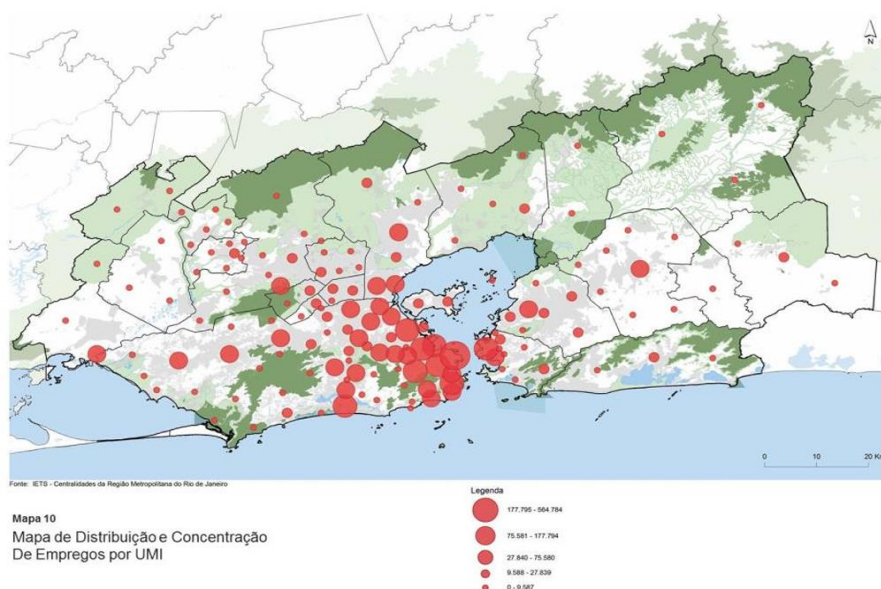 N
0 10 20 K
Fonte: IETS - Centralidades da Região Metropolitana do Rio de Janeiro
Mapa 10
Mapa de Distribuição e Concentração
De Empregos por UMI
Legenda
177.795 - 564.784
75.581 - 177.794
27.840 - 75.580
9.588 - 27.839
0 - 9.587